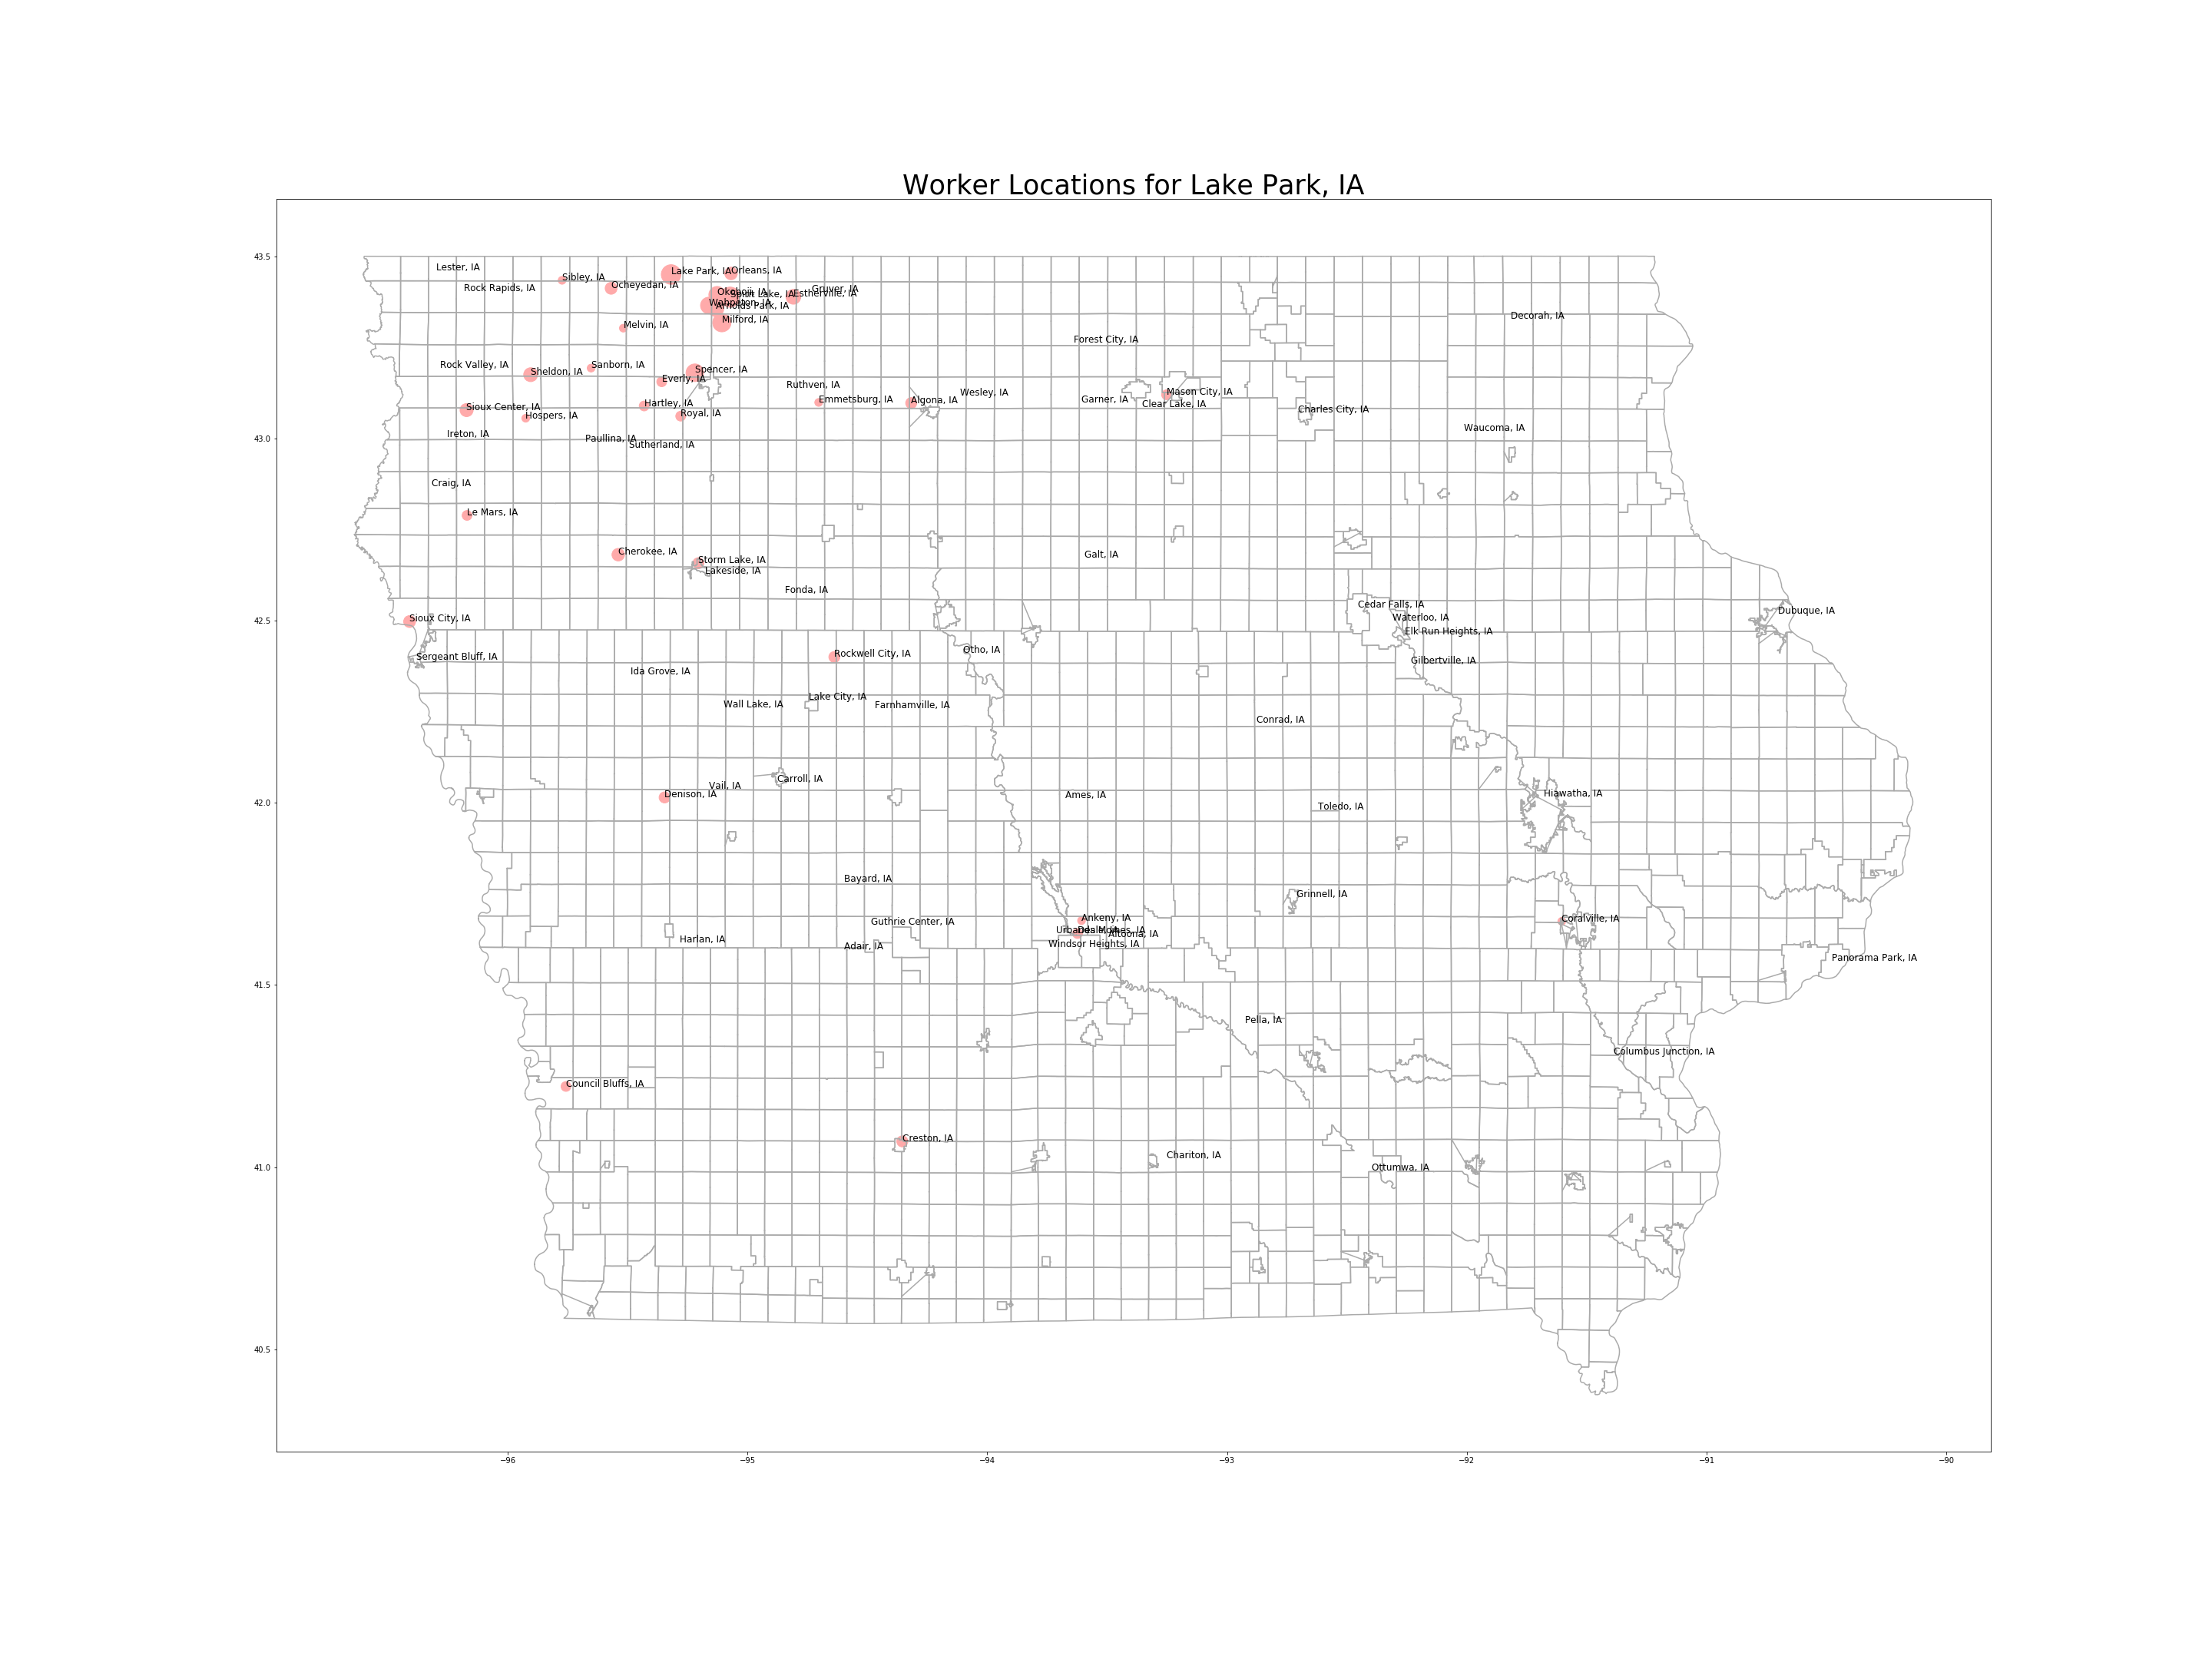 Worker Locations for Lake Park, IA
43.5
Lester, IA
Sibley, IA
Lake Park, IA
Orleans, IA
Rock Rapids, IA
Ocheyedan, IA
Okoboji, IA
Spirit Lake, IA
Estherville, IA
Gruver, IA
Wahpeton, IA
Arnolds Park, IA
Milford, IA
Melvin, IA
Decorah, IA
Forest City, IA
Rock Valley, IA
Sheldon, IA
Sanborn, IA
Everly, IA
Spencer, IA
Ruthven, IA
Emmetsburg, IA
Algona, IA
Wesley, IA
Garner, IA
Mason City, IA
Clear Lake, IA
Charles City, IA
Sioux Center, IA
Hospers, IA
Hartley, IA
Royal, IA
Waucoma, IA
43.0
Ireton, IA
Paullina, IA
Sutherland, IA
Craig, IA
Le Mars, IA
Cherokee, IA
Storm Lake, IA
Lakeside, IA
Galt, IA
Fonda, IA
Cedar Falls, IA
Waterloo, IA
Elk Run Heights, IA
Dubuque, IA
42.5
Sioux City, IA
Sergeant Bluff, IA
Rockwell City, IA
Otho, IA
Gilbertville, IA
Ida Grove, IA
Wall Lake, IA
Lake City, IA
Farnhamville, IA
Conrad, IA
Carroll, IA
Vail, IA
Denison, IA
Ames, IA
Toledo, IA
Hiawatha, IA
42.0
Bayard, IA
Grinnell, IA
Guthrie Center, IA
Ankeny, IA
Coralville, IA
Urbandale, IA
Des Moines, IA
Altoona, IA
Windsor Heights, IA
Harlan, IA
Adair, IA
Panorama Park, IA
41.5
Pella, IA
Columbus Junction, IA
Council Bluffs, IA
Creston, IA
Chariton, IA
Ottumwa, IA
41.0
40.5
−96
−95
−94
−93
−92
−91
−90